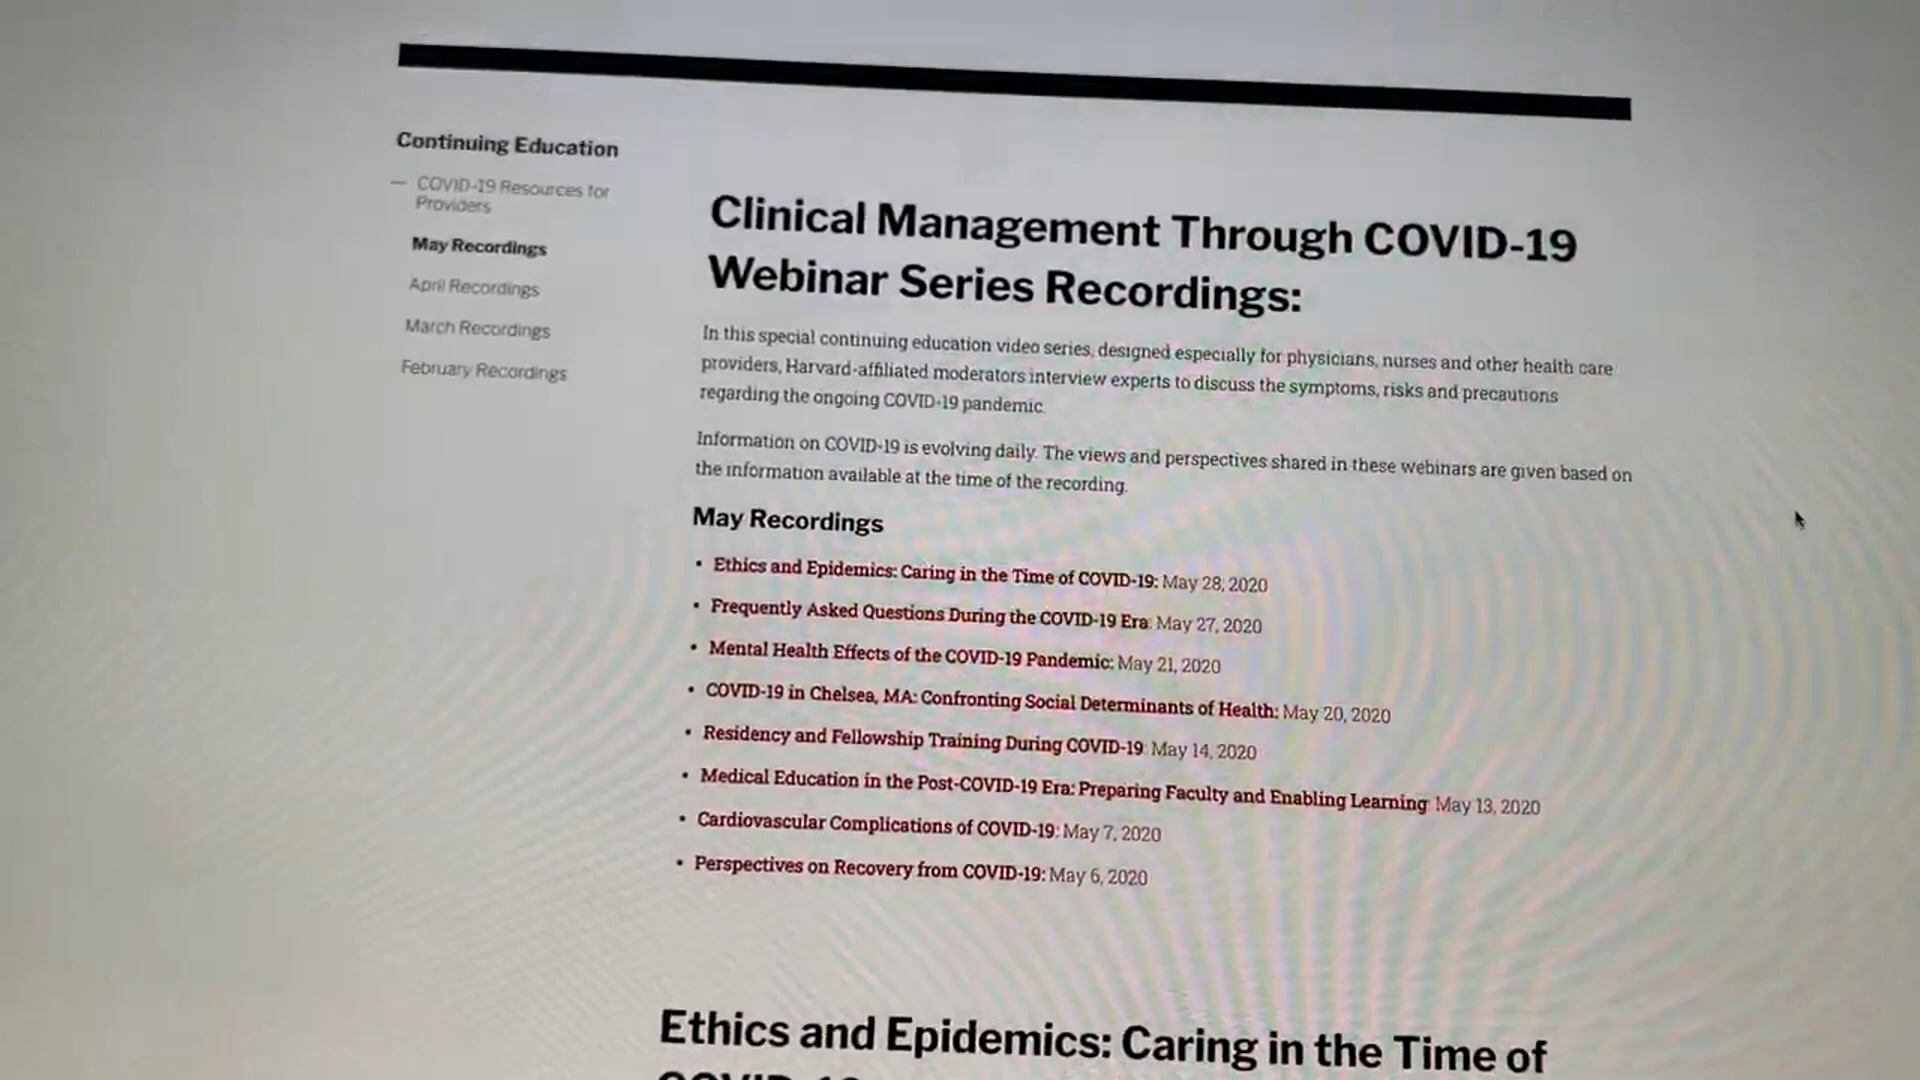 Continuing Education
— COVID-19 Resources for
Providers
May Recordings
April Recordings
March Recordings
February Recordings
Clinical Management Through COVID-19
Webinar Series Recordings:
In this special continuing education video series, designed especially for physicians, nurses and other health care
providers, Harvard-affiliated moderators interview experts to discuss the symptoms, risks and precautions
regarding the ongoing COVID-19 pandemic.
Information on COVID-19 is evolving daily. The views and perspectives shared in these webinars are given based on
the information available at the time of the recording.
May Recordings
• Ethics and Epidemics: Caring in the Time of COVID-19: May 28, 2020
• Frequently Asked Questions During the COVID-19 Era: May 27, 2020
• Mental Health Effects of the COVID-19 Pandemic: May 21, 2020
• COVID-19 in Chelsea, MA: Confronting Social Determinants of Health: May 20, 2020
• Residency and Fellowship Training During COVID-19: May 14, 2020
• Medical Education in the Post-COVID-19 Era: Preparing Faculty and Enabling Learning: May 13, 2020
• Cardiovascular Complications of COVID-19: May 7, 2020
• Perspectives on Recovery from COVID-19: May 6, 2020
Ethics and Epidemics: Caring in the Time of
COVID-19